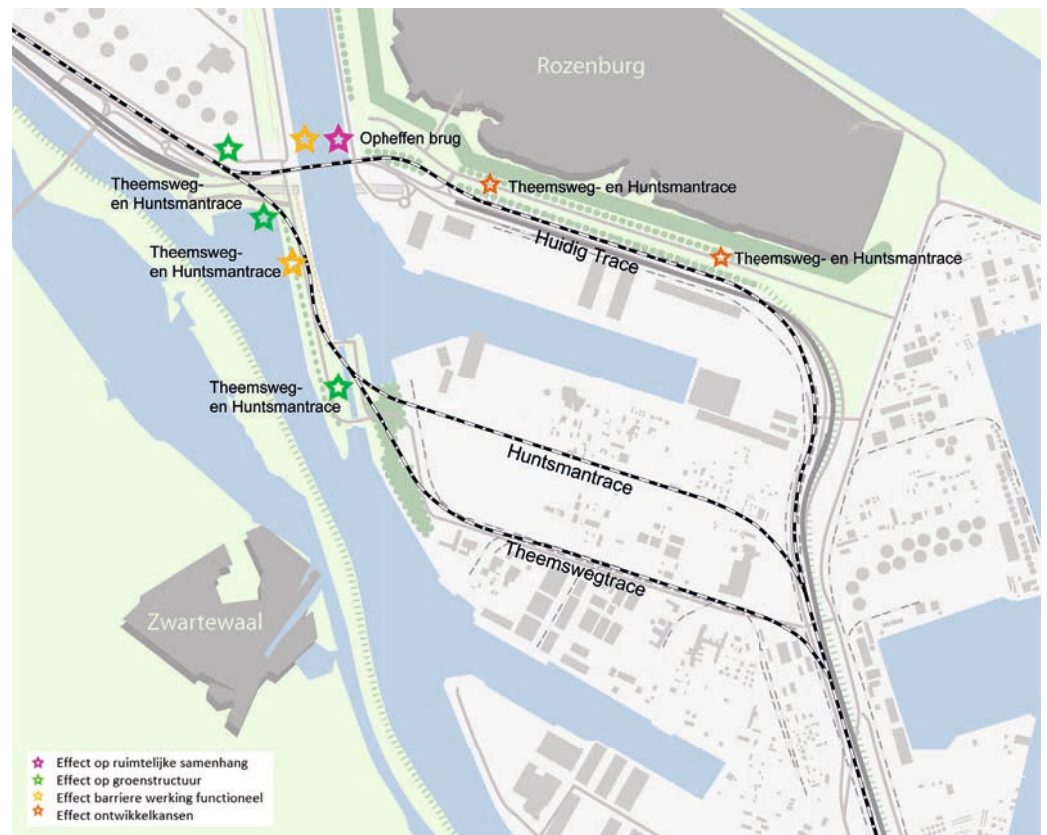 Rozenburg
Opheffen brug
Theemsweg-
en Huntsmantrace
Theemsweg- en Huntsmantrace
Theemsweg-
en Huntsmantrace
Huidig Trace
Theemsweg- en Huntsmantrace
Theemsweg-
en Huntsmantrace
Huntsmantrace
Theemswegtrace
Zwartewaal
Effect op ruimtelijke samenhang
Effect op groenstructuur
Effect barriere werking functioneel
Effect ontwikkelkansen